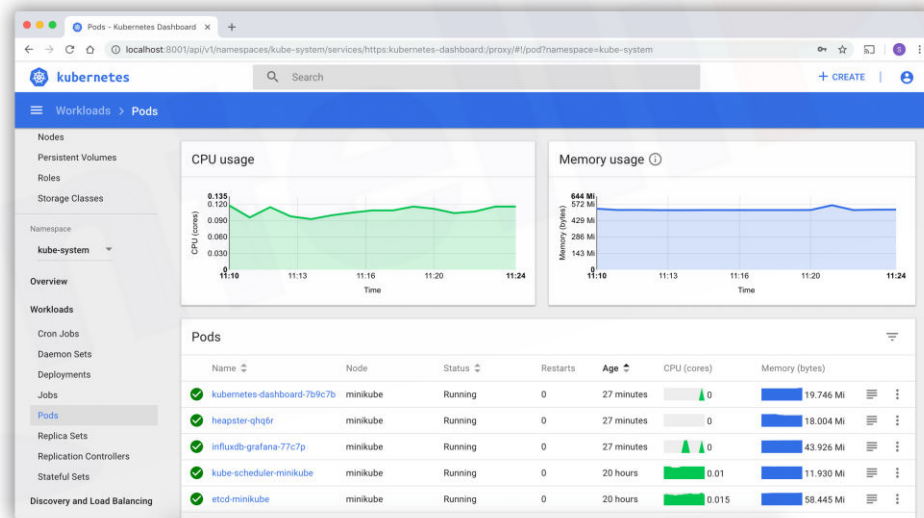 Pods - Kubernetes Dashboard
localhost:8001/api/v1/namespaces/kube-system/services/https:kubernetes-dashboard:/proxy/#!/pod?namespace=kube-system
S
kubernetes
Search
+ CREATE
Workloads > Pods
Nodes
Persistent Volumes
Roles
Storage Classes
Namespace
kube-system
Overview
Workloads
Cron Jobs
Daemon Sets
Deployments
Jobs
Pods
Replica Sets
Replication Controllers
Stateful Sets
Discovery and Load Balancing
CPU usage
CPU (cores)
0.135
0.120
0.090
0.060
0.030
0
11:10 11:13 11:16 11:20 11:24
Time
Memory usage
Memory (bytes)
644 Mi
572 Mi
429 Mi
286 Mi
143 Mi
0
11:10 11:13 11:16 11:20 11:24
Time
Pods
Name Node Status Restarts Age CPU (cores) Memory (bytes)
kubernetes-dashboard-7b9c7b minikube Running 0 27 minutes 0 19.746 Mi
heapster-qhq6r minikube Running 0 27 minutes 0 18.004 Mi
influxdb-grafana-77c7p minikube Running 0 27 minutes 0 43.926 Mi
kube-scheduler-minikube minikube Running 0 20 hours 0.01 11.930 Mi
etcd-minikube minikube Running 0 20 hours 0.015 58.445 Mi